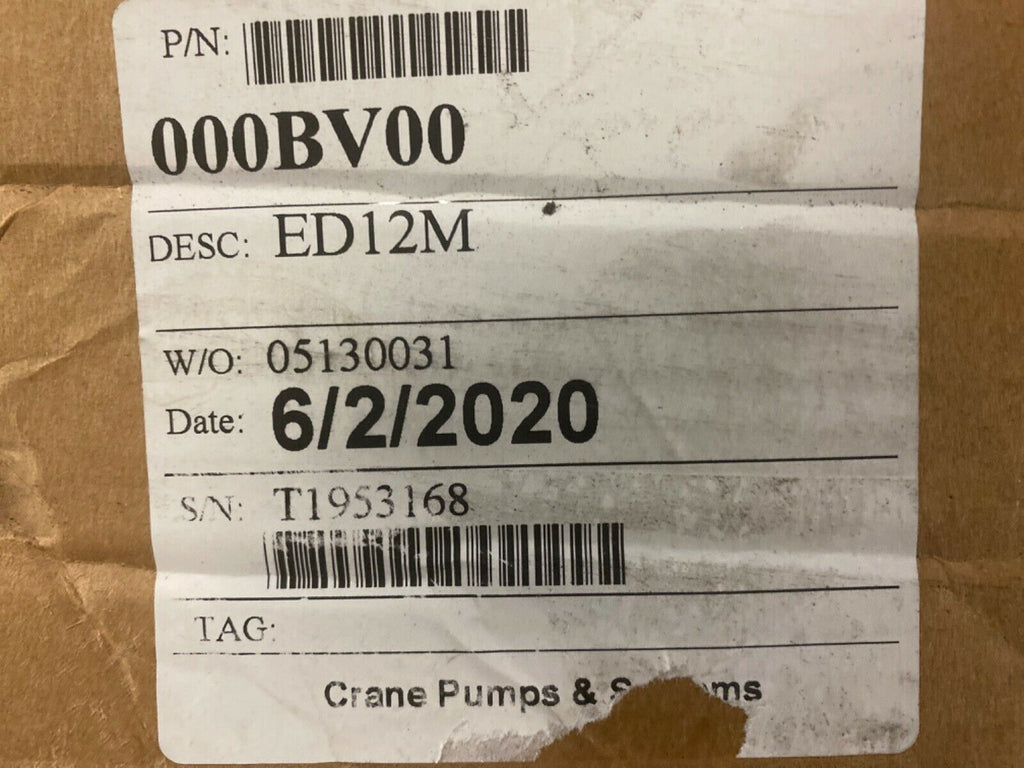 P/N:
000BV00
DESC: ED12M
W/O: 05130031
Date: 6/2/2020
S/N: T1953168
TAG:
Crane Pumps &